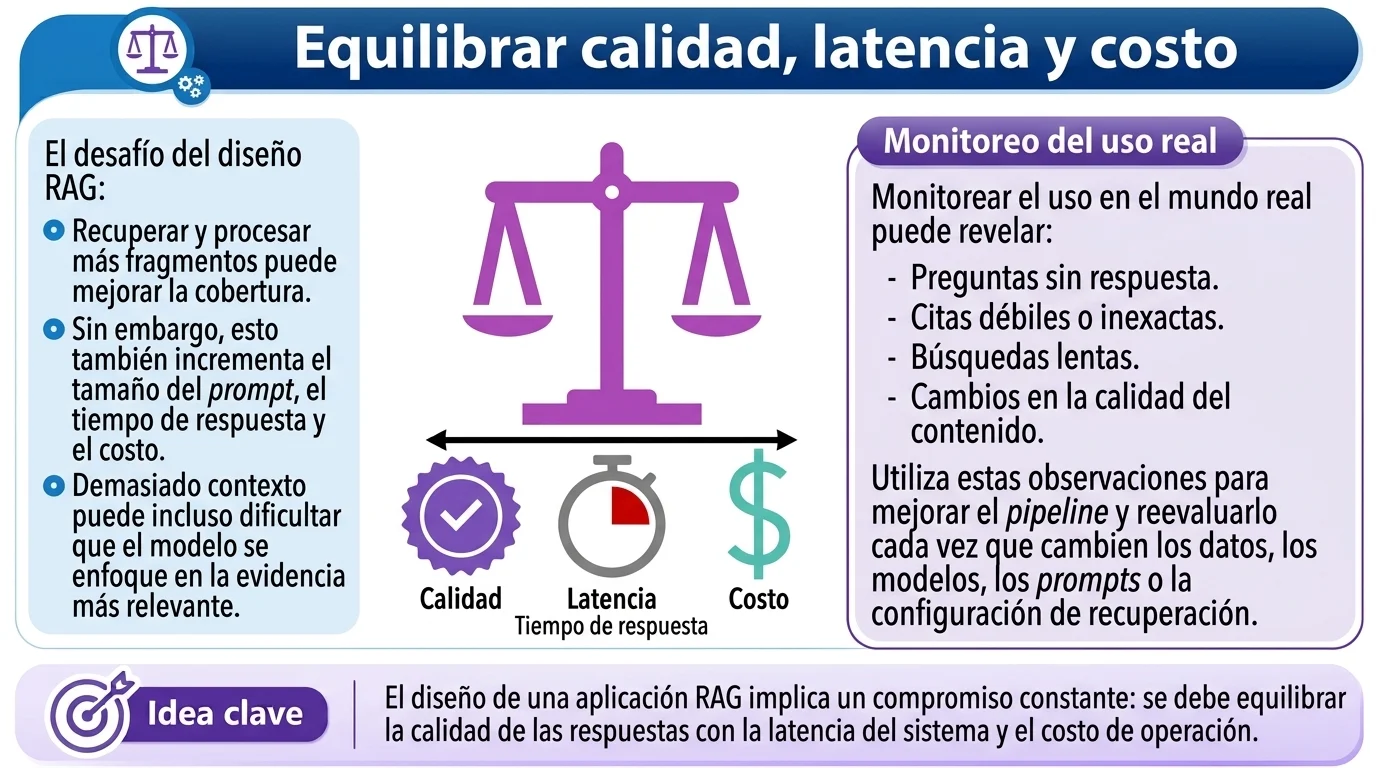 Equilibrar calidad, latencia y costo
El desafío del diseño
RAG:
Recuperar y procesar
más fragmentos puede
mejorar la cobertura.
Sin embargo, esto
también incrementa el
tamaño del prompt, el
tiempo de respuesta y
el costo.
Demasiado contexto
puede incluso dificultar
que el modelo se
enfoque en la evidencia
más relevante.
Calidad
Latencia
Tiempo de respuesta
Costo
Monitoreo del uso real
Monitorear el uso en el mundo real
puede revelar:
- Preguntas sin respuesta.
- Citas débiles o inexactas.
- Búsquedas lentas.
- Cambios en la calidad del
contenido.
Utiliza estas observaciones para
mejorar el pipeline y reevaluarlo
cada vez que cambien los datos, los
modelos, los prompts o la
configuración de recuperación.
Idea clave
El diseño de una aplicación RAG implica un compromiso constante: se debe equilibrar
la calidad de las respuestas con la latencia del sistema y el costo de operación.